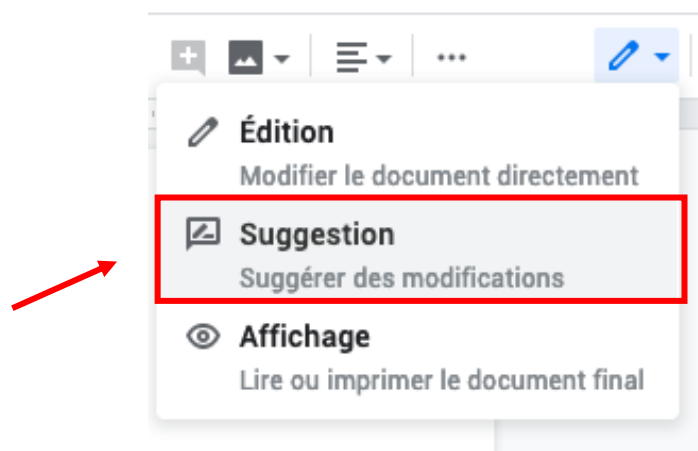 Édition
Modifier le document directement
Suggestion
Suggérer des modifications
Affichage
Lire ou imprimer le document final